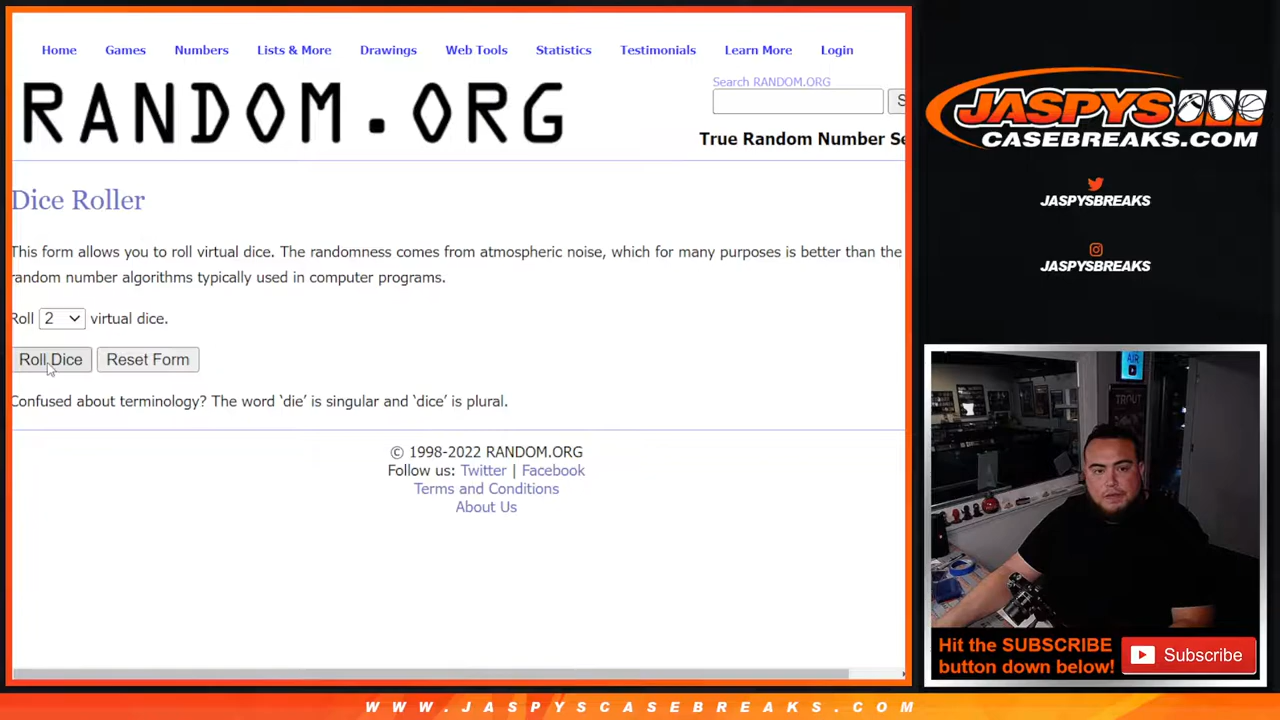 Home Games Numbers Lists & More Drawings Web Tools Statistics Testimonials Learn More Login
RANDOM.ORG
Search RANDOM.ORG
S
True Random Number Se
Dice Roller
This form allows you to roll virtual dice. The randomness comes from atmospheric noise, which for many purposes is better than the
random number algorithms typically used in computer programs.
Roll 2 virtual dice.
Roll Dice Reset Form
Confused about terminology? The word ‘die’ is singular and ‘dice’ is plural.
© 1998-2022 RANDOM.ORG
Follow us: Twitter | Facebook
Terms and Conditions
About Us
JASPYS
CASEBREAKS.COM
JASPYSBREAKS
JASPYSBREAKS
AIR
TROUT
Hit the SUBSCRIBE
button down below!
Subscribe
WWW.JASPYSCASEBREAKS.COM